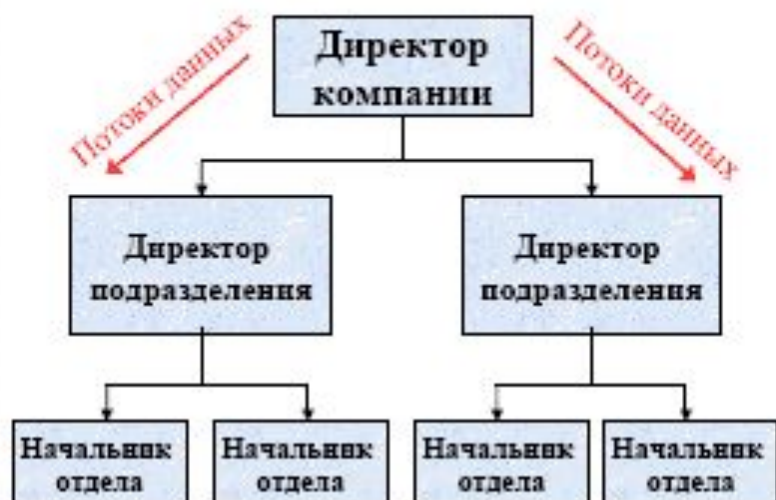 Потоки данных
Директор
компании
Потоки данных
Директор
подразделения
Директор
подразделения
Начальник
отдела
Начальник
отдела
Начальник
отдела
Начальник
отдела